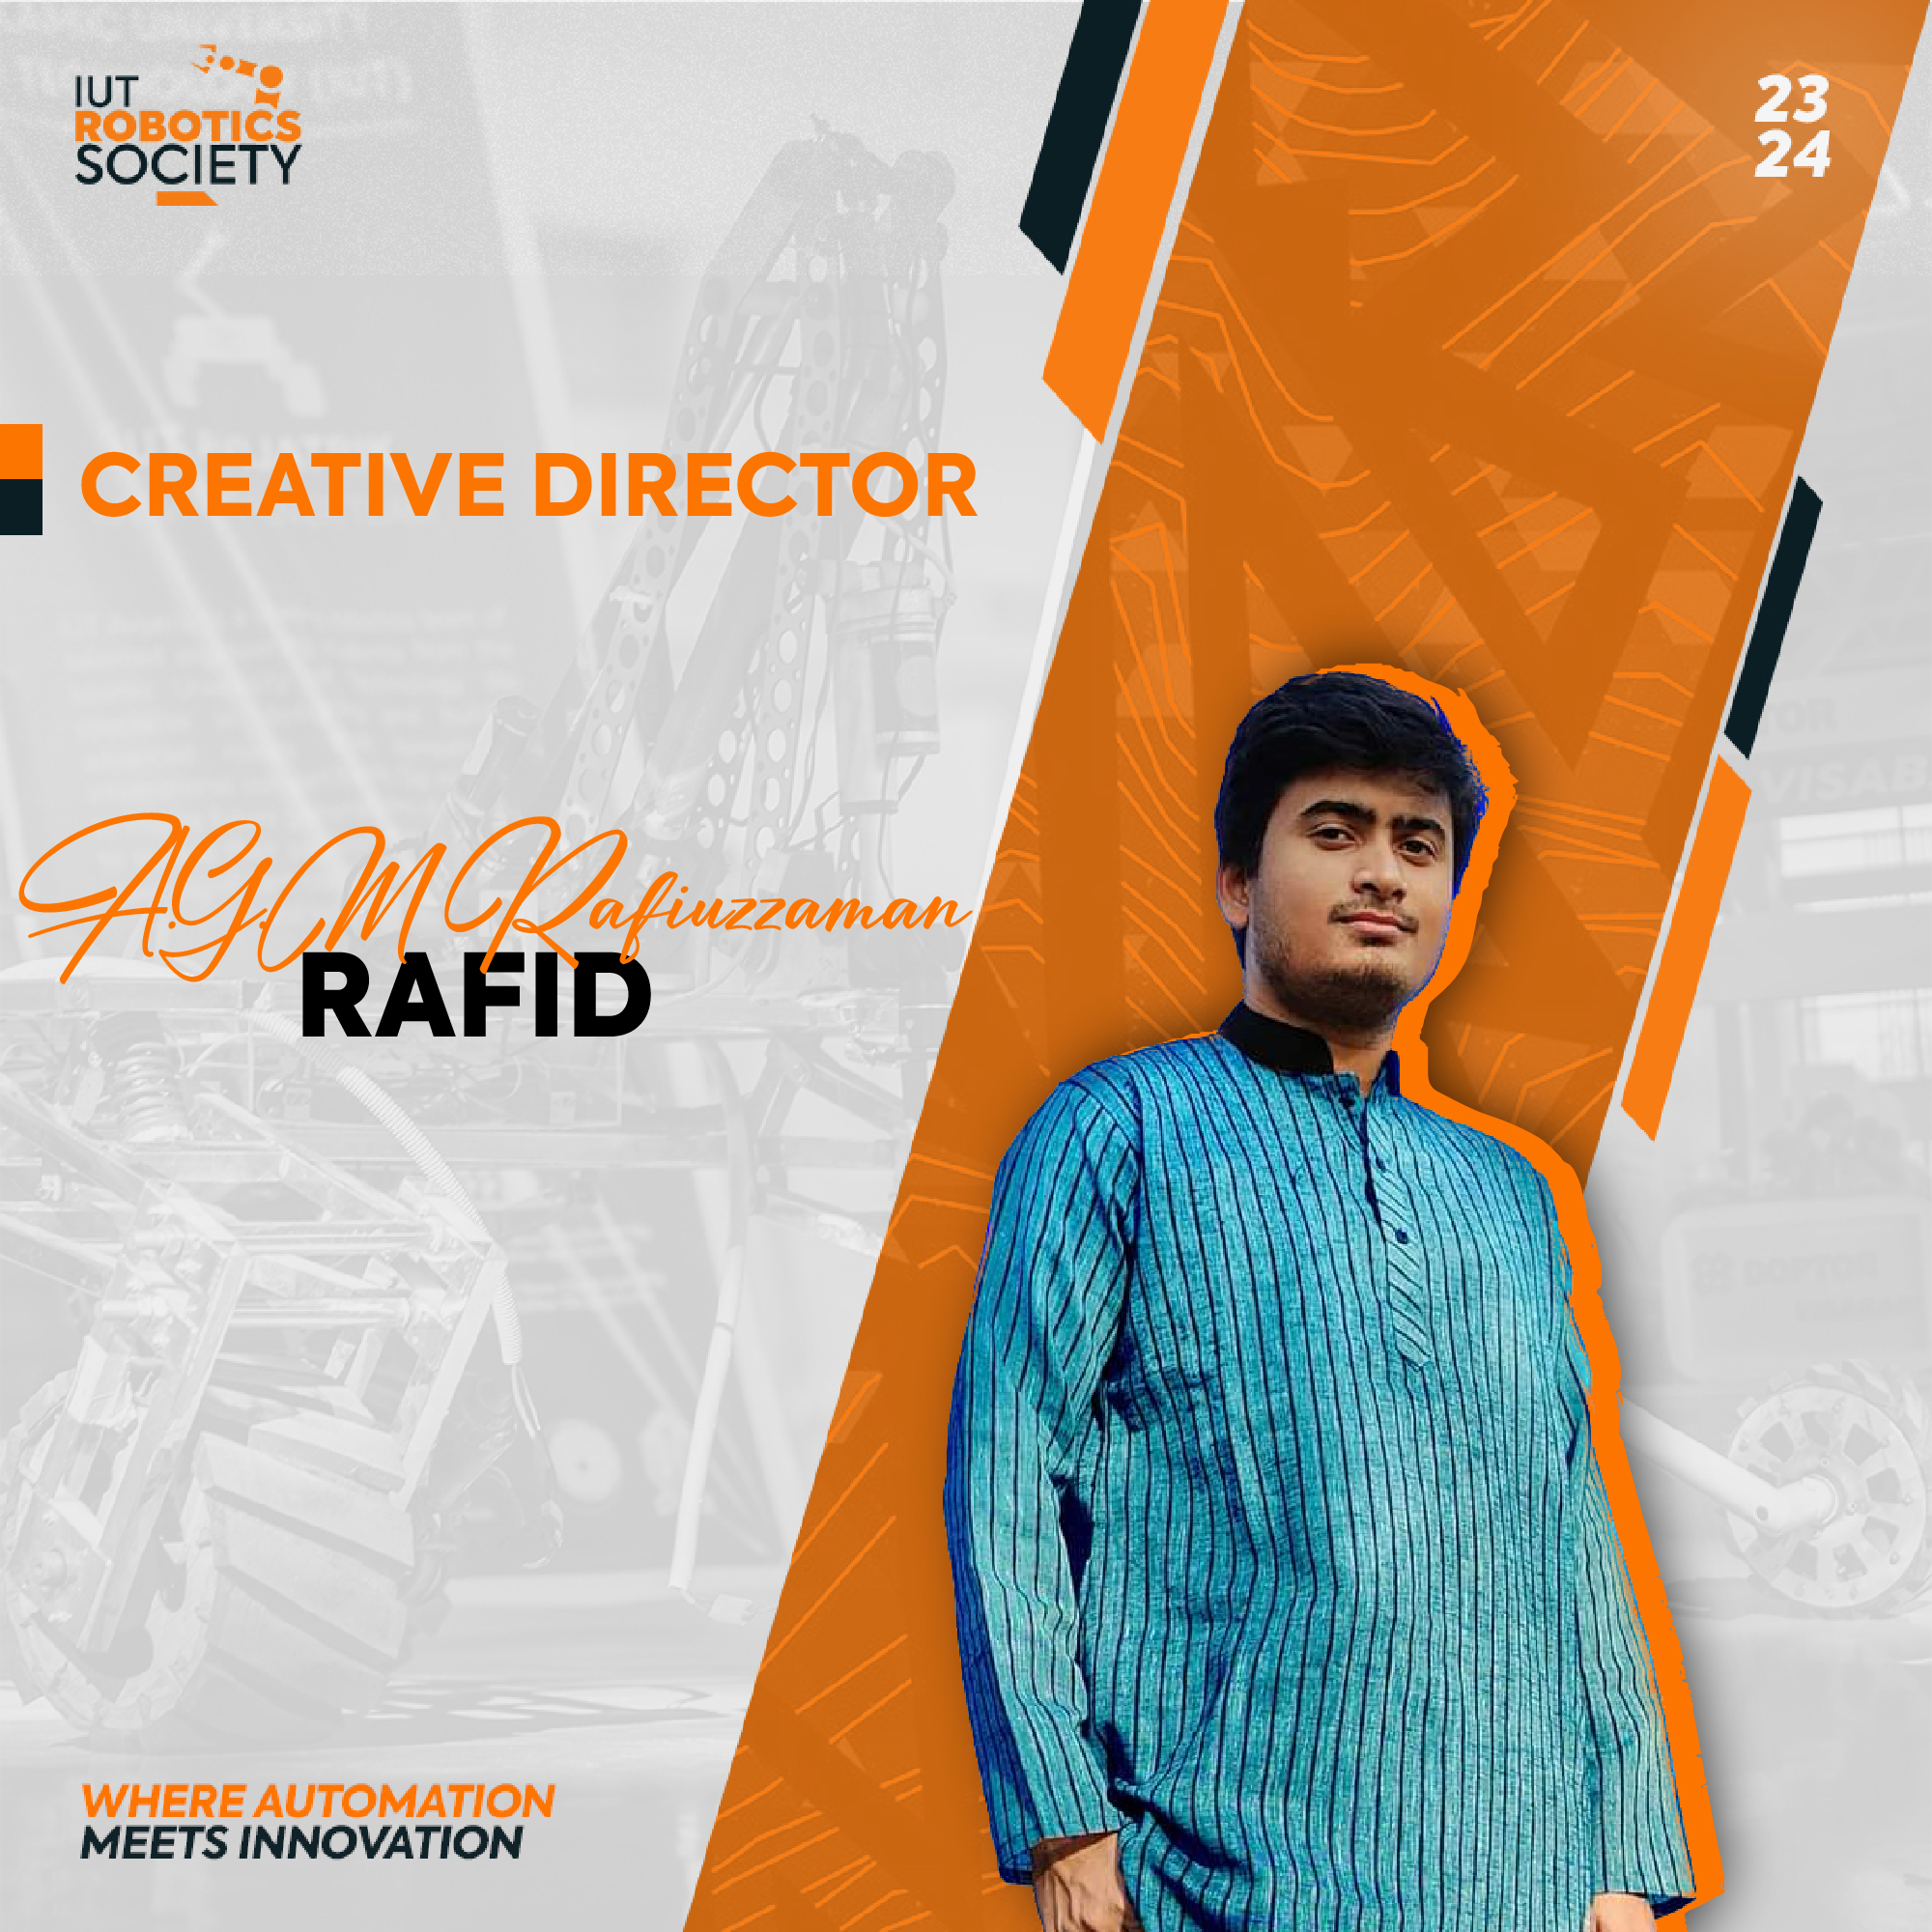 IUT
ROBOTICS
SOCIETY
23
24
CREATIVE DIRECTOR
A.G.M Rafiuzzaman
RAFID
WHERE AUTOMATION
MEETS INNOVATION